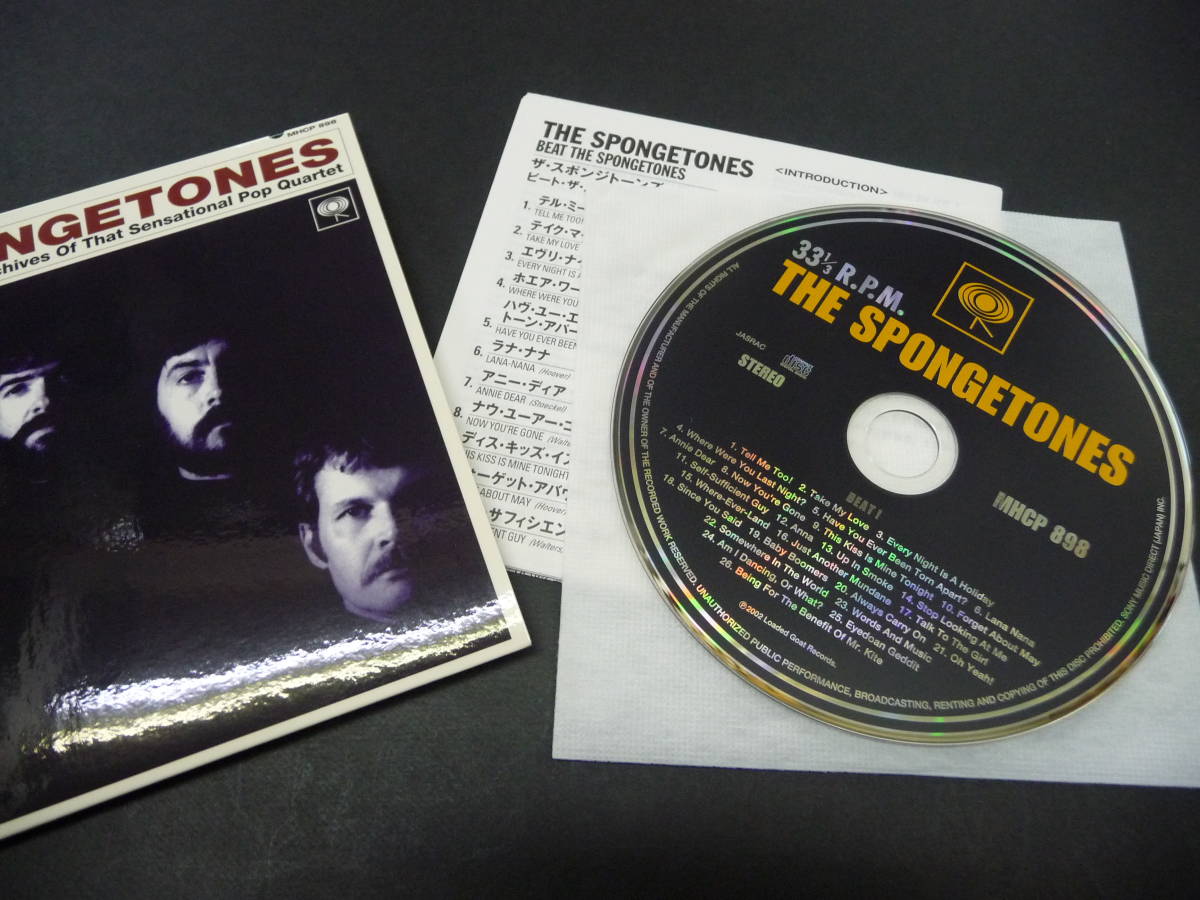 MHCP 898
NGETONES
chives Of That Sensational Pop Quartet
THE SPONGETONES
BEAT THE SPONGETONES
<INTRODUCTION>
ザ・スポンジトーンズ
ビート・ザ・
1. テル・ミー
TELL ME TOO!
2. テイク・マ
TAKE MY LOVE
3. エヴリ・ナイ
EVERY NIGHT IS A
4. ホエア・ワー
WHERE WERE YOU
ハヴ・ユー・エ
5. トーン・アパー
HAVE YOU EVER BEEN
6. ラナ・ナナ
LANA-NANA (Hoover)
7. アニー・ディア
ANNIE DEAR (Stoeckel)
8. ナウ・ユーアー・ゴ
NOW YOU'RE GONE (Walters
ディス・キッズ・イズ
HIS KISS IS MINE TONIGHT
ォーゲット・アバウ
ABOUT MAY (Hoover)
サフィシエン
ENT GUY (Walters,
33⅓ R.P.M.
THE SPONGETONES
JASRAC
STEREO
BEAT !
MHCP 898
1. Tell Me Too! 2. Take My Love 3. Every Night Is A Holiday
4. Where Were You Last Night? 5. Have You Ever Been Torn Apart? 6. Lana Nana
7. Annie Dear 8. Now You're Gone 9. This Kiss Is Mine Tonight 10. Forget About May
11. Self-Sufficient Guy 12. Anna 13. Up In Smoke 14. Stop Looking At Me
15. Where-Ever-Land 16. Just Another Mundane 17. Talk To The Girl
18. Since You Said 19. Baby Boomers 20. Always Carry On 21. Oh Yeah!
22. Somewhere In The World 23. Words And Music
24. Am I Dancing, Or What? 25. Eyedoan Geddit
26. Being For The Benefit Of Mr. Kite
℗2002 Loaded Goat Records.
ALL RIGHTS OF THE MANUFACTURER AND OF THE OWNER OF THE RECORDED WORK RESERVED. UNAUTHORIZED PUBLIC PERFORMANCE, BROADCASTING, RENTING AND COPYING OF THIS DISC PROHIBITED. SONY MUSIC DIRECT (JAPAN) INC.